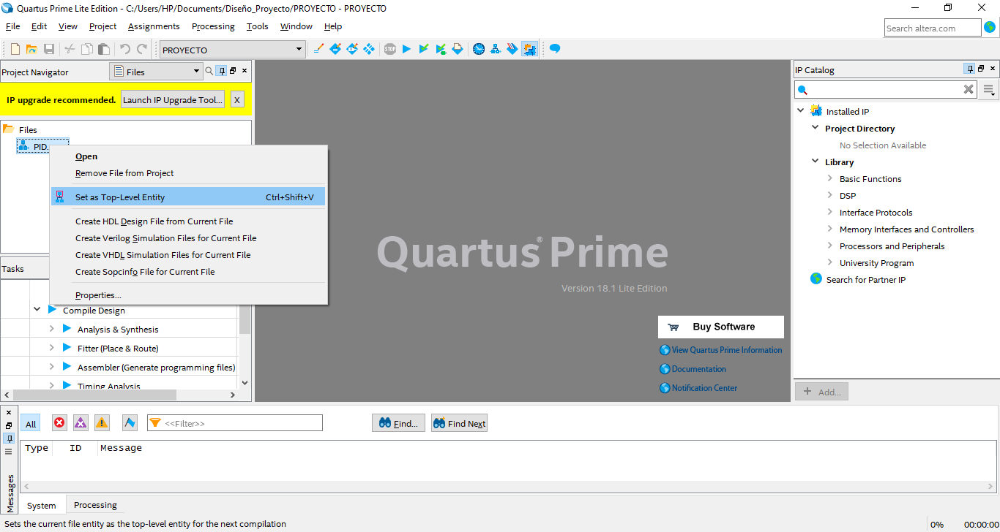 Quartus Prime Lite Edition - C:/Users/HP/Documents/Diseño_Proyecto/PROYECTO - PROYECTO
File Edit View Project Assignments Processing Tools Window Help
Search altera.com
PROYECTO
STOP
Project Navigator
Files
IP upgrade recommended.
Launch IP Upgrade Tool...
X
Files
PID.
Open
Remove File from Project
Set as Top-Level Entity Ctrl+Shift+V
Create HDL Design File from Current File
Create Verilog Simulation Files for Current File
Create VHDL Simulation Files for Current File
Create Sopcinfo File for Current File
Properties...
Tasks
Compile Design
Analysis & Synthesis
Fitter (Place & Route)
Assembler (Generate programming files)
Timing Analysis
Quartus® Prime
Version 18.1 Lite Edition
Buy Software
View Quartus Prime Information
Documentation
Notification Center
IP Catalog
Installed IP
Project Directory
No Selection Available
Library
Basic Functions
DSP
Interface Protocols
Memory Interfaces and Controllers
Processors and Peripherals
University Program
Search for Partner IP
+ Add...
All
<<Filter>>
Find...
Find Next
Type ID Message
Messages
System Processing
Sets the current file entity as the top-level entity for the next compilation
0% 00:00:00